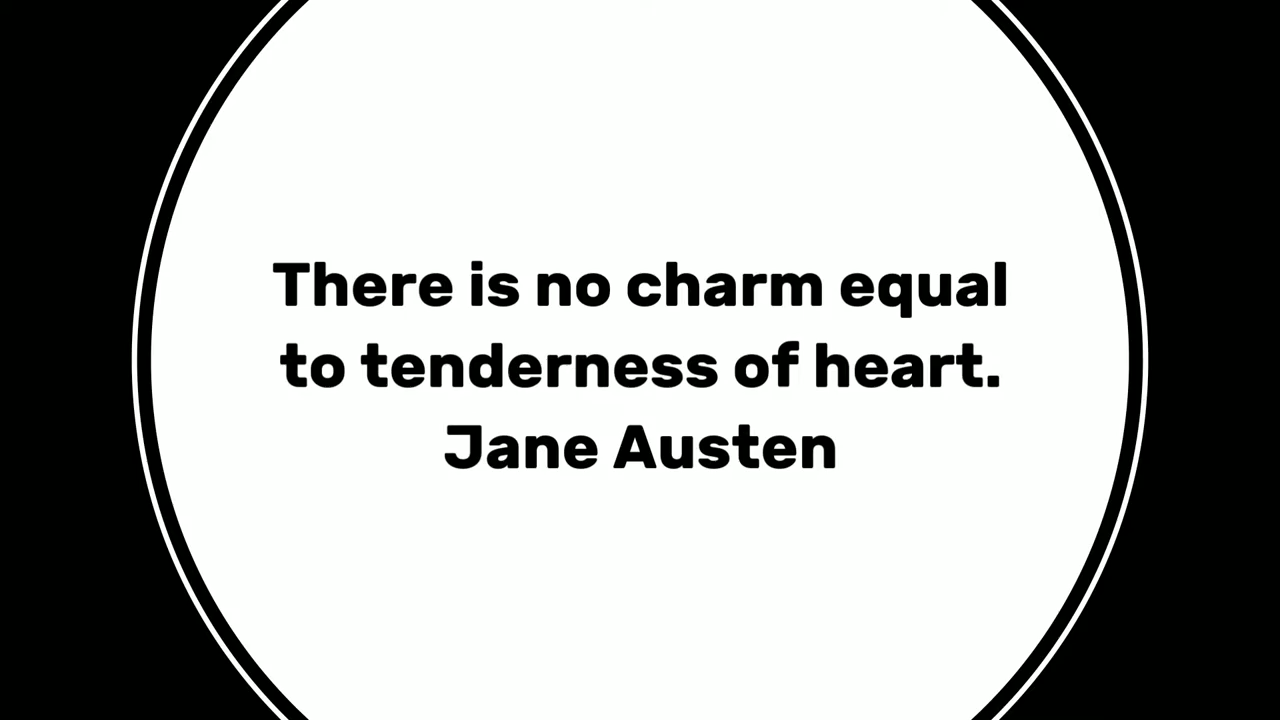 There is no charm equal
to tenderness of heart.
Jane Austen